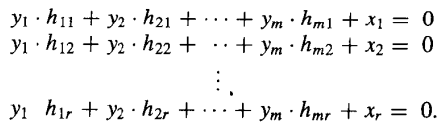 y₁ · h₁₁ + y₂ · h₂₁ + ··· + yₘ · hₘ₁ + x₁ = 0
y₁ · h₁₂ + y₂ · h₂₂ + ·· + yₘ · hₘ₂ + x₂ = 0
⋮
y₁ h₁ᵣ + y₂ · h₂ᵣ + ··· + yₘ · hₘᵣ + xᵣ = 0.